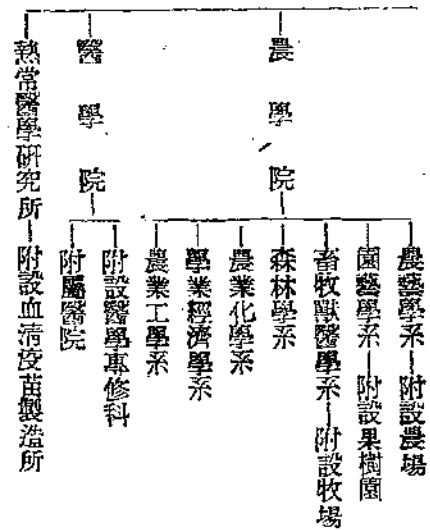 農學院
農藝學系—附設農場
園藝學系—附設果樹園
畜牧獸醫學系—附設牧場
森林學系
農業化學系
學業經濟學系
農業工學系
醫學院
附設醫學專修科
附屬醫院
熱常醫學研究所—附設血清疫苗製造所